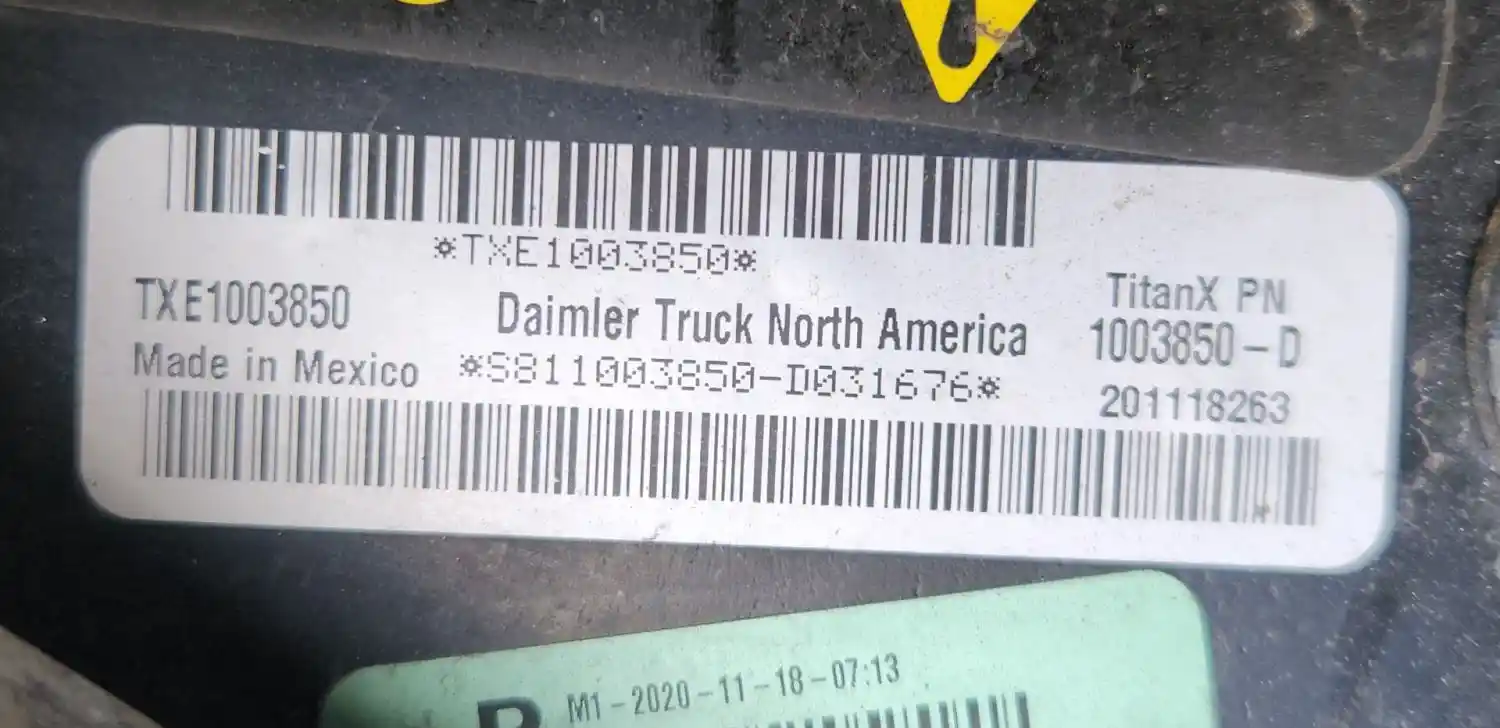 *TXE1003850*
TXE1003850
Daimler Truck North America
TitanX PN
1003850-D
Made in Mexico
*S811003850-D031676*
201118263
M1-2020-11-18-07:13